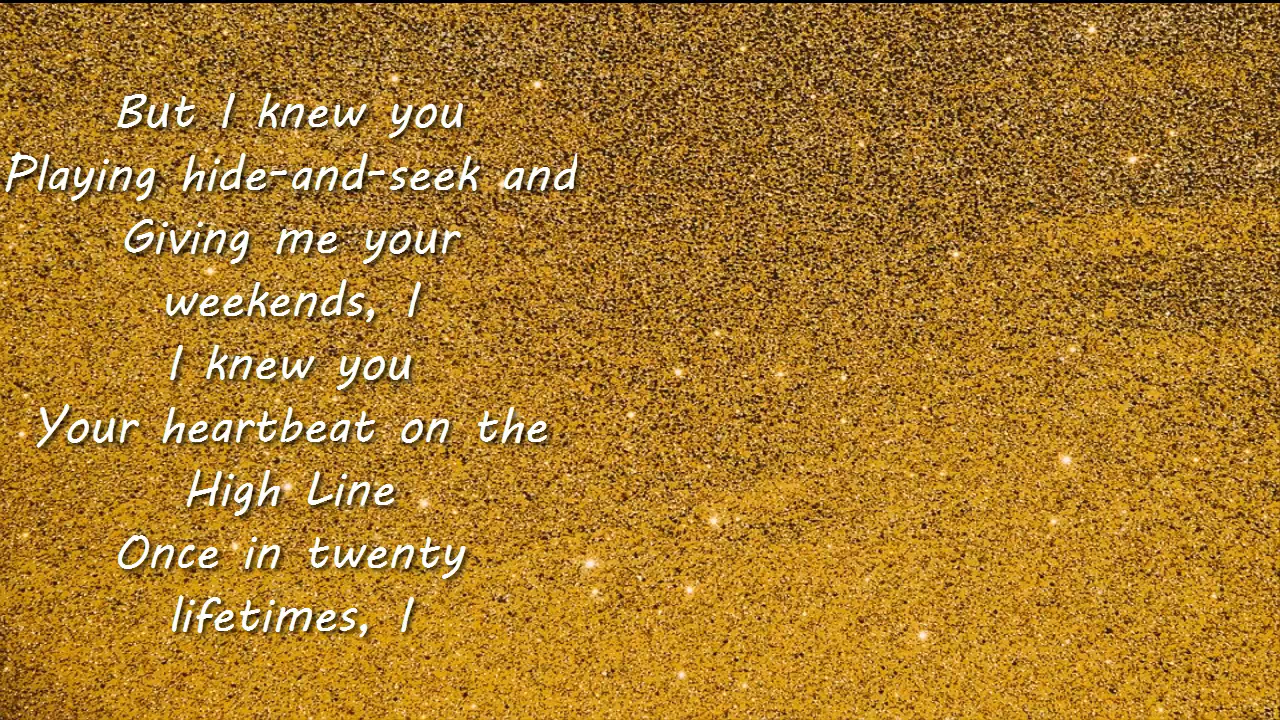 But I knew you
Playing hide-and-seek and
Giving me your
weekends, I
I knew you
Your heartbeat on the
High Line
Once in twenty
lifetimes, I